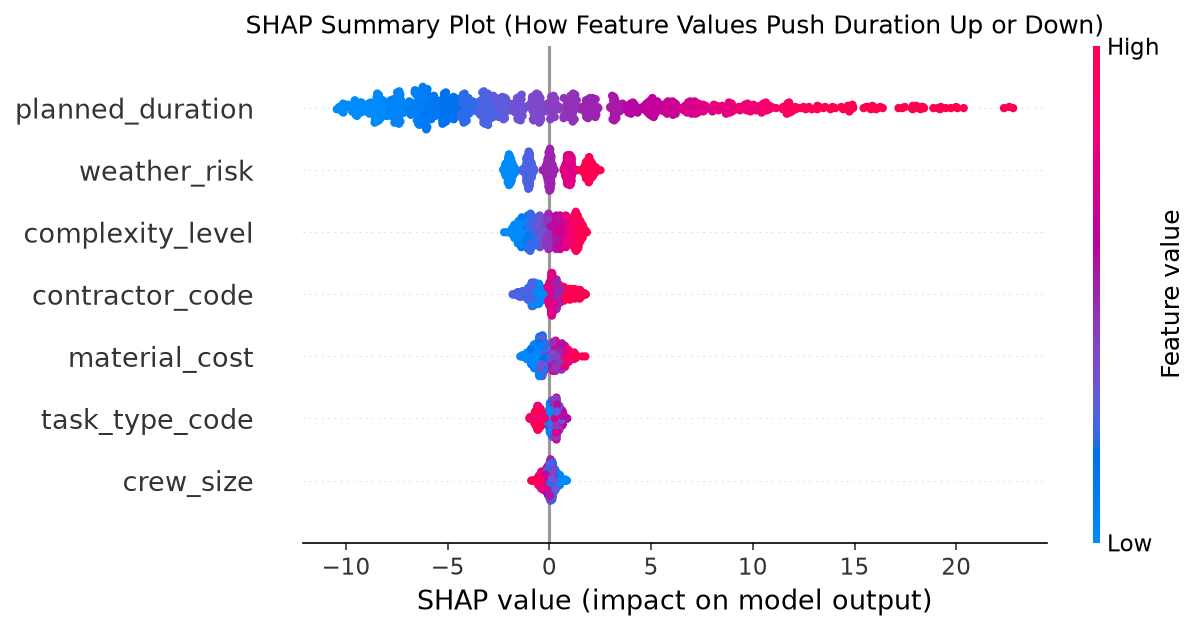 SHAP Summary Plot (How Feature Values Push Duration Up or Down)
High
planned_duration
weather_risk
complexity_level
contractor_code
material_cost
task_type_code
crew_size
Feature value
Low
−10 −5 0 5 10 15 20
SHAP value (impact on model output)